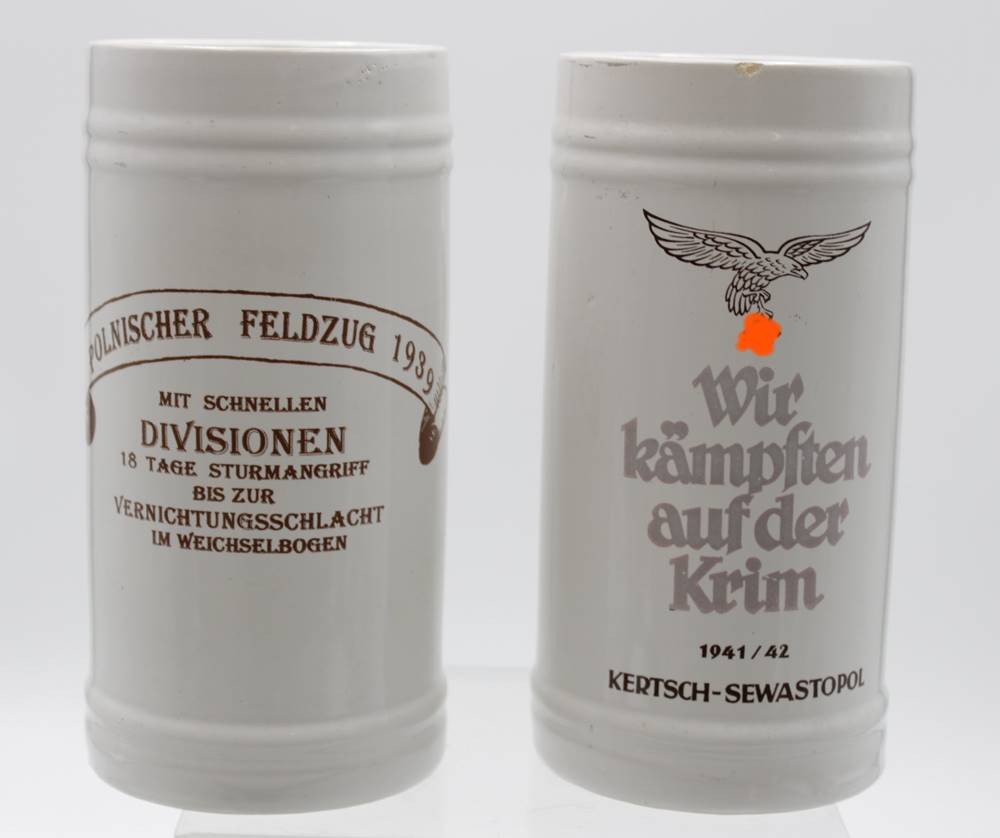 POLNISCHER FELDZUG 1939
MIT SCHNELLEN
DIVISIONEN
18 TAGE STURMANGRIFF
BIS ZUR
VERNICHTUNGSSCHLACHT
IM WEICHSELBOGEN
Wir
kämpften
auf der
Krim
1941/42
KERTSCH-SEWASTOPOL